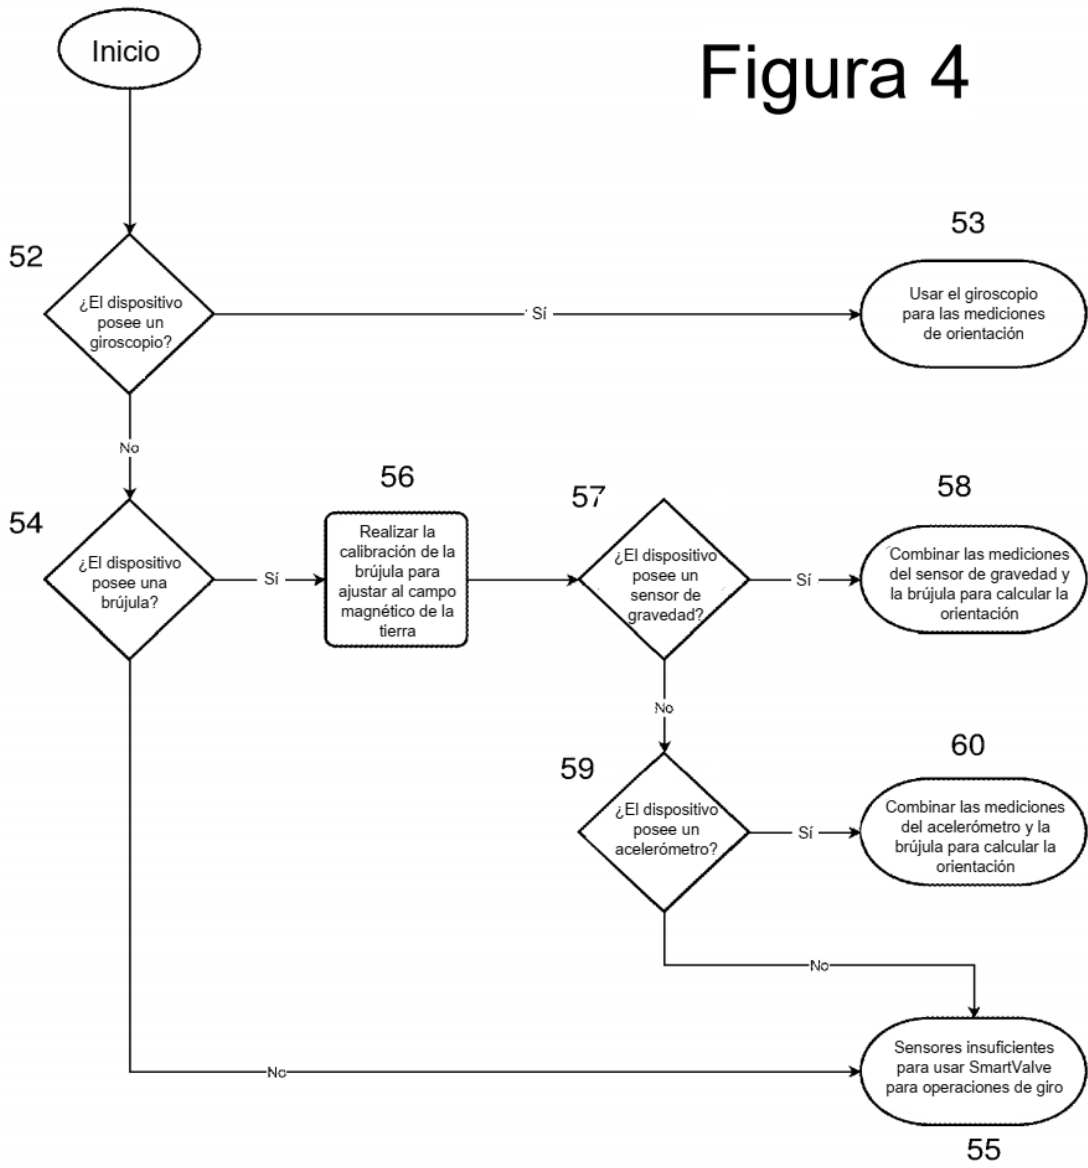 Inicio
Figura 4
52
¿El dispositivo
posee un
giroscopio?
Sí
53
Usar el giroscopio
para las mediciones
de orientación
No
54
¿El dispositivo
posee una
brújula?
Sí
56
Realizar la
calibración de la
brújula para
ajustar al campo
magnético de la
tierra
57
¿El dispositivo
posee un
sensor de
gravedad?
Sí
58
Combinar las mediciones
del sensor de gravedad y
la brújula para calcular la
orientación
No
59
¿El dispositivo
posee un
acelerómetro?
Sí
60
Combinar las mediciones
del acelerómetro y la
brújula para calcular la
orientación
No
No
Sensores insuficientes
para usar SmartValve
para operaciones de giro
55